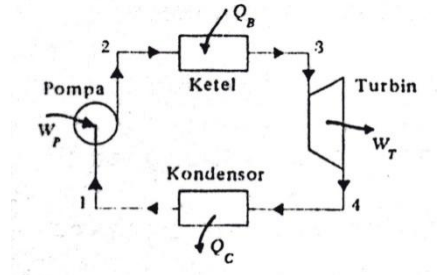 Q_B
2
3
Pompa
Ketel
Turbin
W_P
W_T
Kondensor
1
4
Q_C